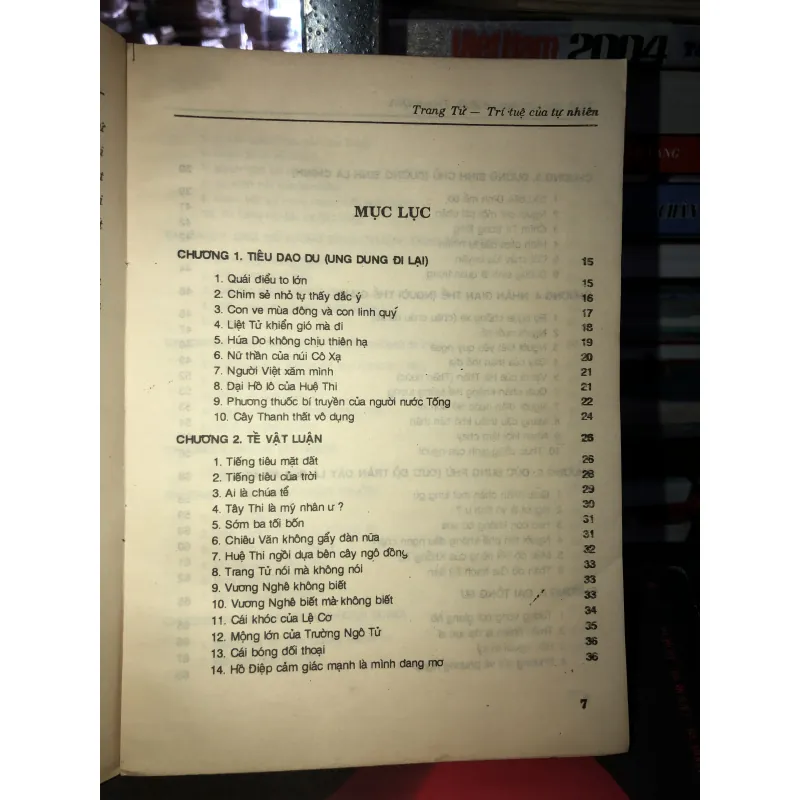 2004
Trang Tử — Trí tuệ của tự nhiên
MỤC LỤC
CHƯƠNG 1. TIÊU DAO DU (UNG DUNG ĐI LẠI) 15
1. Quái điểu to lớn 15
2. Chim sẻ nhỏ tự thấy đắc ý 16
3. Con ve mùa đông và con linh quý 17
4. Liệt Tử khiển gió mà đi 18
5. Hứa Do không chịu thiên hạ 19
6. Nữ thần của núi Cô Xạ 20
7. Người Việt xăm mình 21
8. Đại Hồ lô của Huệ Thi 21
9. Phương thuốc bí truyền của người nước Tống 22
10. Cây Thanh thất vô dụng 24
CHƯƠNG 2. TỀ VẬT LUẬN 26
1. Tiếng tiêu mặt đất 26
2. Tiếng tiêu của trời 28
3. Ai là chúa tể 29
4. Tây Thi là mỹ nhân ư ? 30
5. Sớm ba tối bốn 31
6. Chiêu Văn không gẩy đàn nữa 31
7. Huệ Thi ngồi dựa bên cây ngô đồng 32
8. Trang Tử nói mà không nói 33
9. Vương Nghê không biết 33
10. Vương Nghê biết mà không biết 33
11. Cái khóc của Lệ Cơ 34
12. Mộng lớn của Trường Ngô Tử 35
13. Cái bóng đối thoại 36
14. Hồ Điệp cảm giác mạnh là mình đang mơ 36
7